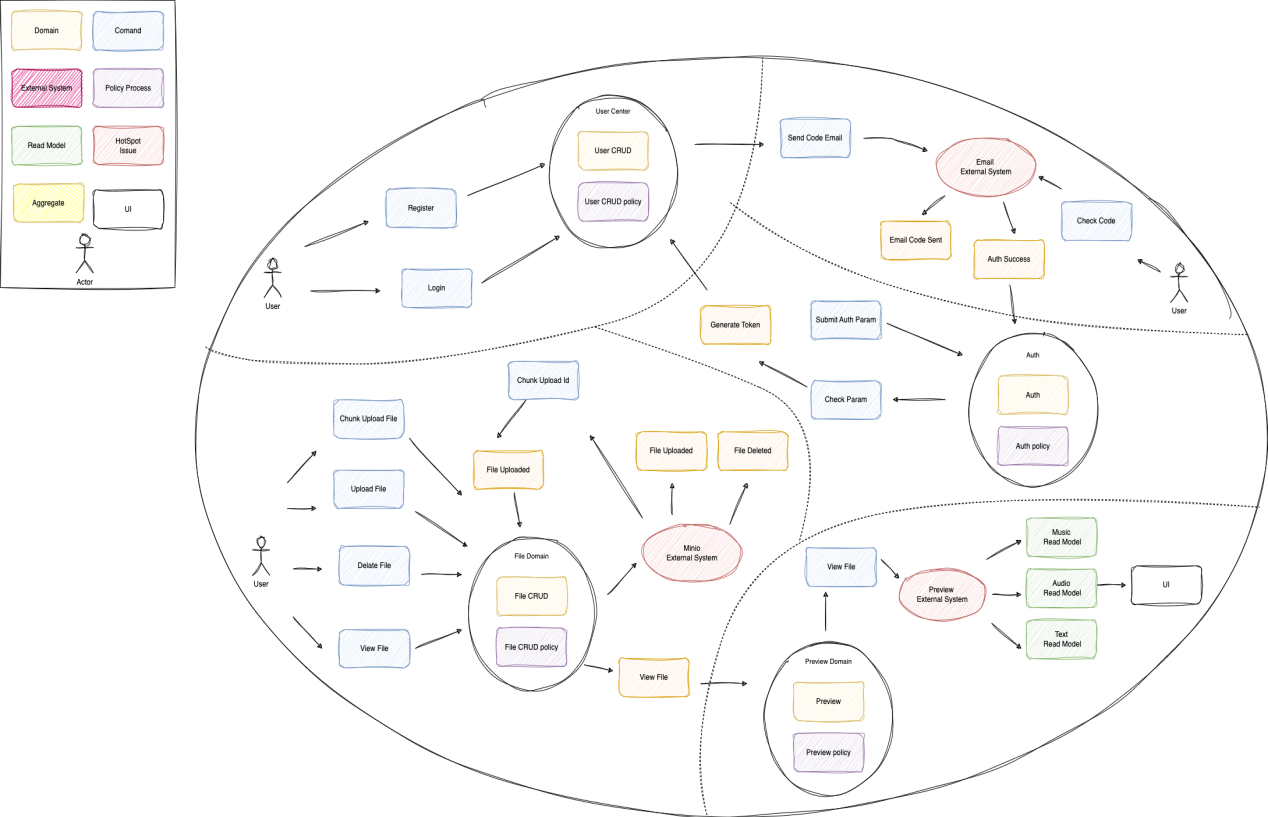 Domain
Comand
External System
Policy Process
Read Model
HotSpot
Issue
Aggregate
UI
Actor
User Center
User CRUD
User CRUD policy
Register
Login
User
Send Code Email
Email
External System
Check Code
Email Code Sent
Auth Success
User
Generate Token
Submit Auth Param
Check Param
Auth
Auth
Auth policy
Chunk Upload Id
Chunk Upload File
File Uploaded
File Uploaded
File Deleted
Upload File
User
Delate File
View File
File Domain
File CRUD
File CRUD policy
Minio
External System
View File
View File
Preview
External System
Music
Read Model
Audio
Read Model
Text
Read Model
UI
Preview Domain
Preview
Preview policy